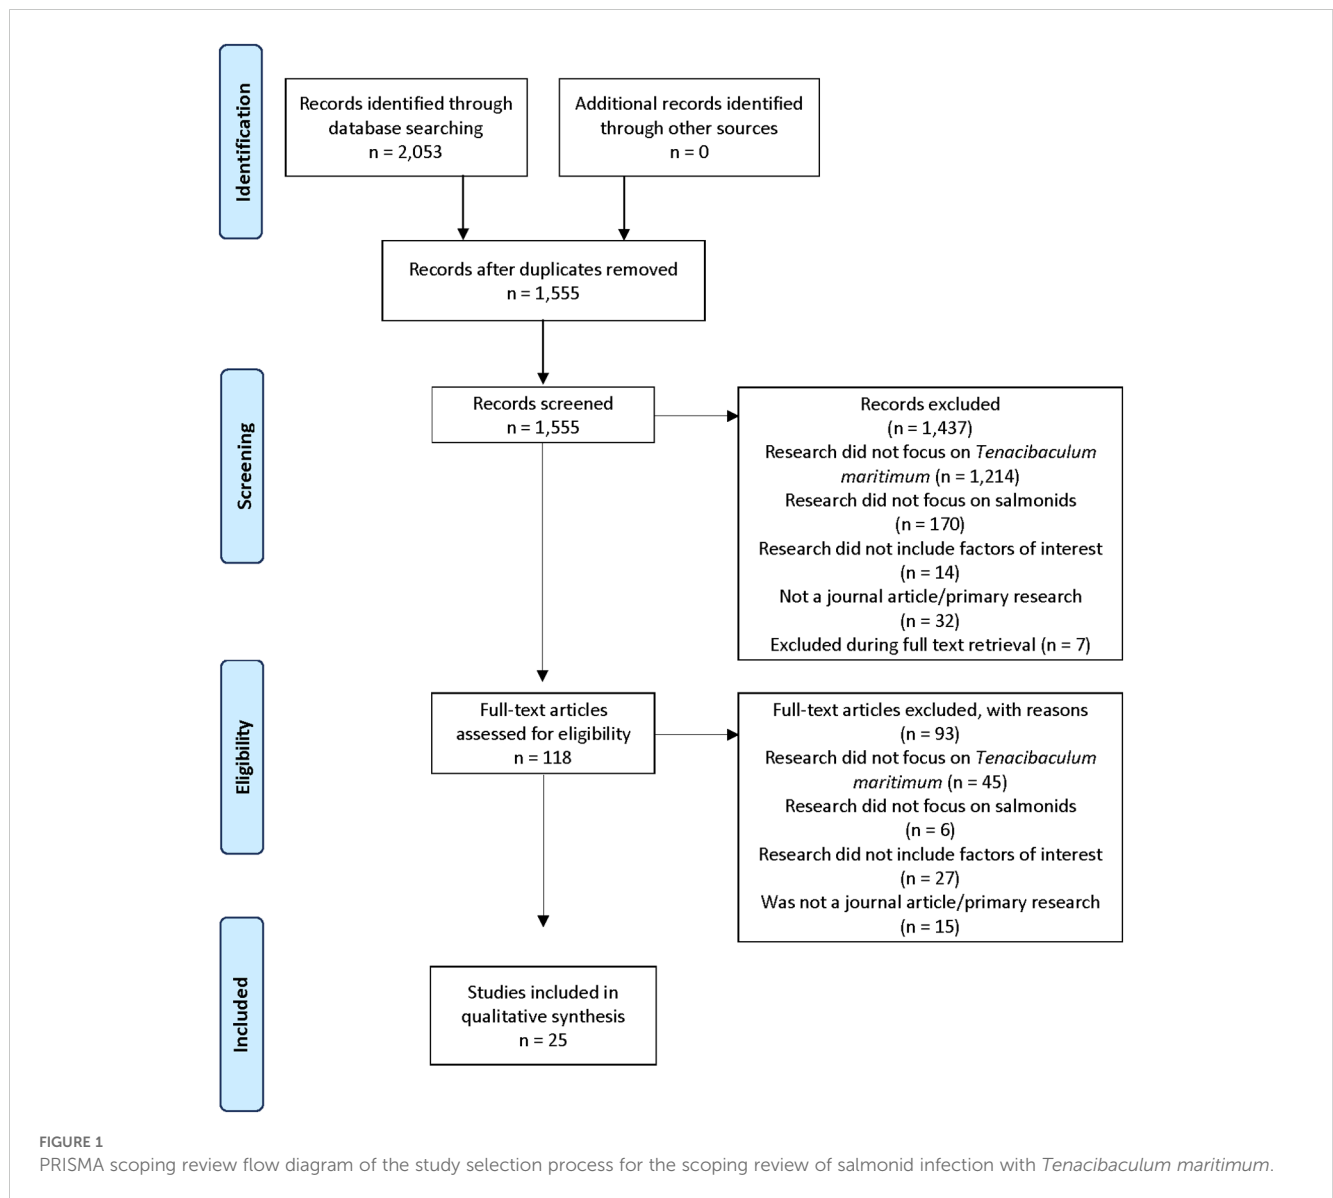 Identification
Records identified through
database searching
n = 2,053
Additional records identified
through other sources
n = 0
Records after duplicates removed
n = 1,555
Screening
Records screened
n = 1,555
Records excluded
(n = 1,437)
Research did not focus on Tenacibaculum
maritimum (n = 1,214)
Research did not focus on salmonids
(n = 170)
Research did not include factors of interest
(n = 14)
Not a journal article/primary research
(n = 32)
Excluded during full text retrieval (n = 7)
Eligibility
Full-text articles
assessed for eligibility
n = 118
Full-text articles excluded, with reasons
(n = 93)
Research did not focus on Tenacibaculum
maritimum (n = 45)
Research did not focus on salmonids
(n = 6)
Research did not include factors of interest
(n = 27)
Was not a journal article/primary research
(n = 15)
Included
Studies included in
qualitative synthesis
n = 25
FIGURE 1
PRISMA scoping review flow diagram of the study selection process for the scoping review of salmonid infection with Tenacibaculum maritimum.